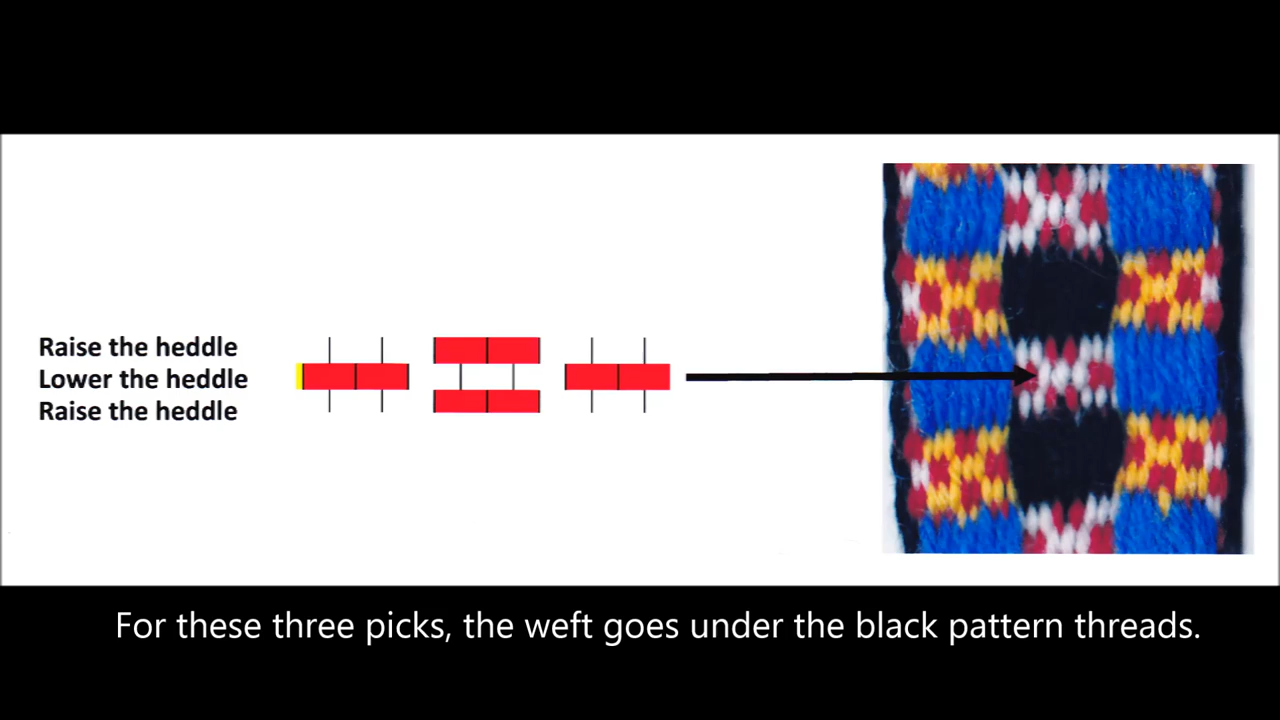 Raise the heddle
Lower the heddle
Raise the heddle
For these three picks, the weft goes under the black pattern threads.